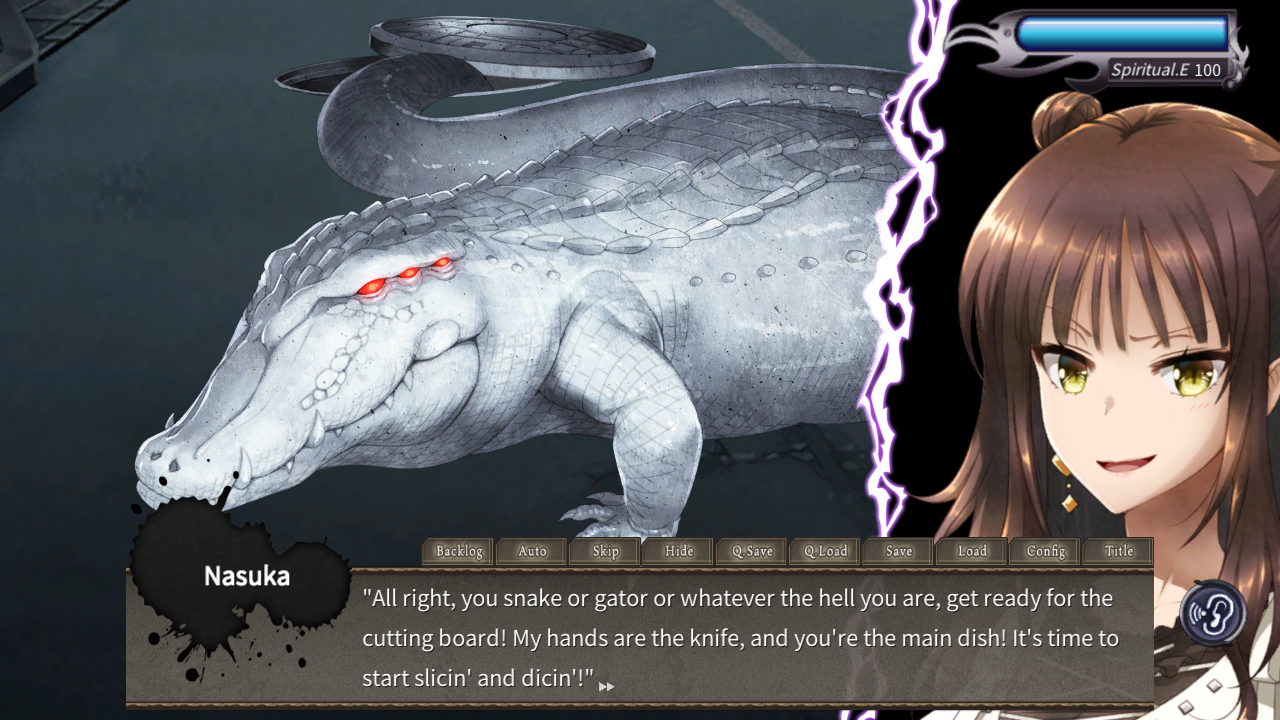 Spiritual.E 100
Backlog Auto Skip Hide Q.Save Q.Load Save Load Config Title
Nasuka
"All right, you snake or gator or whatever the hell you are, get ready for the
cutting board! My hands are the knife, and you're the main dish! It's time to
start slicin' and dicin'!"